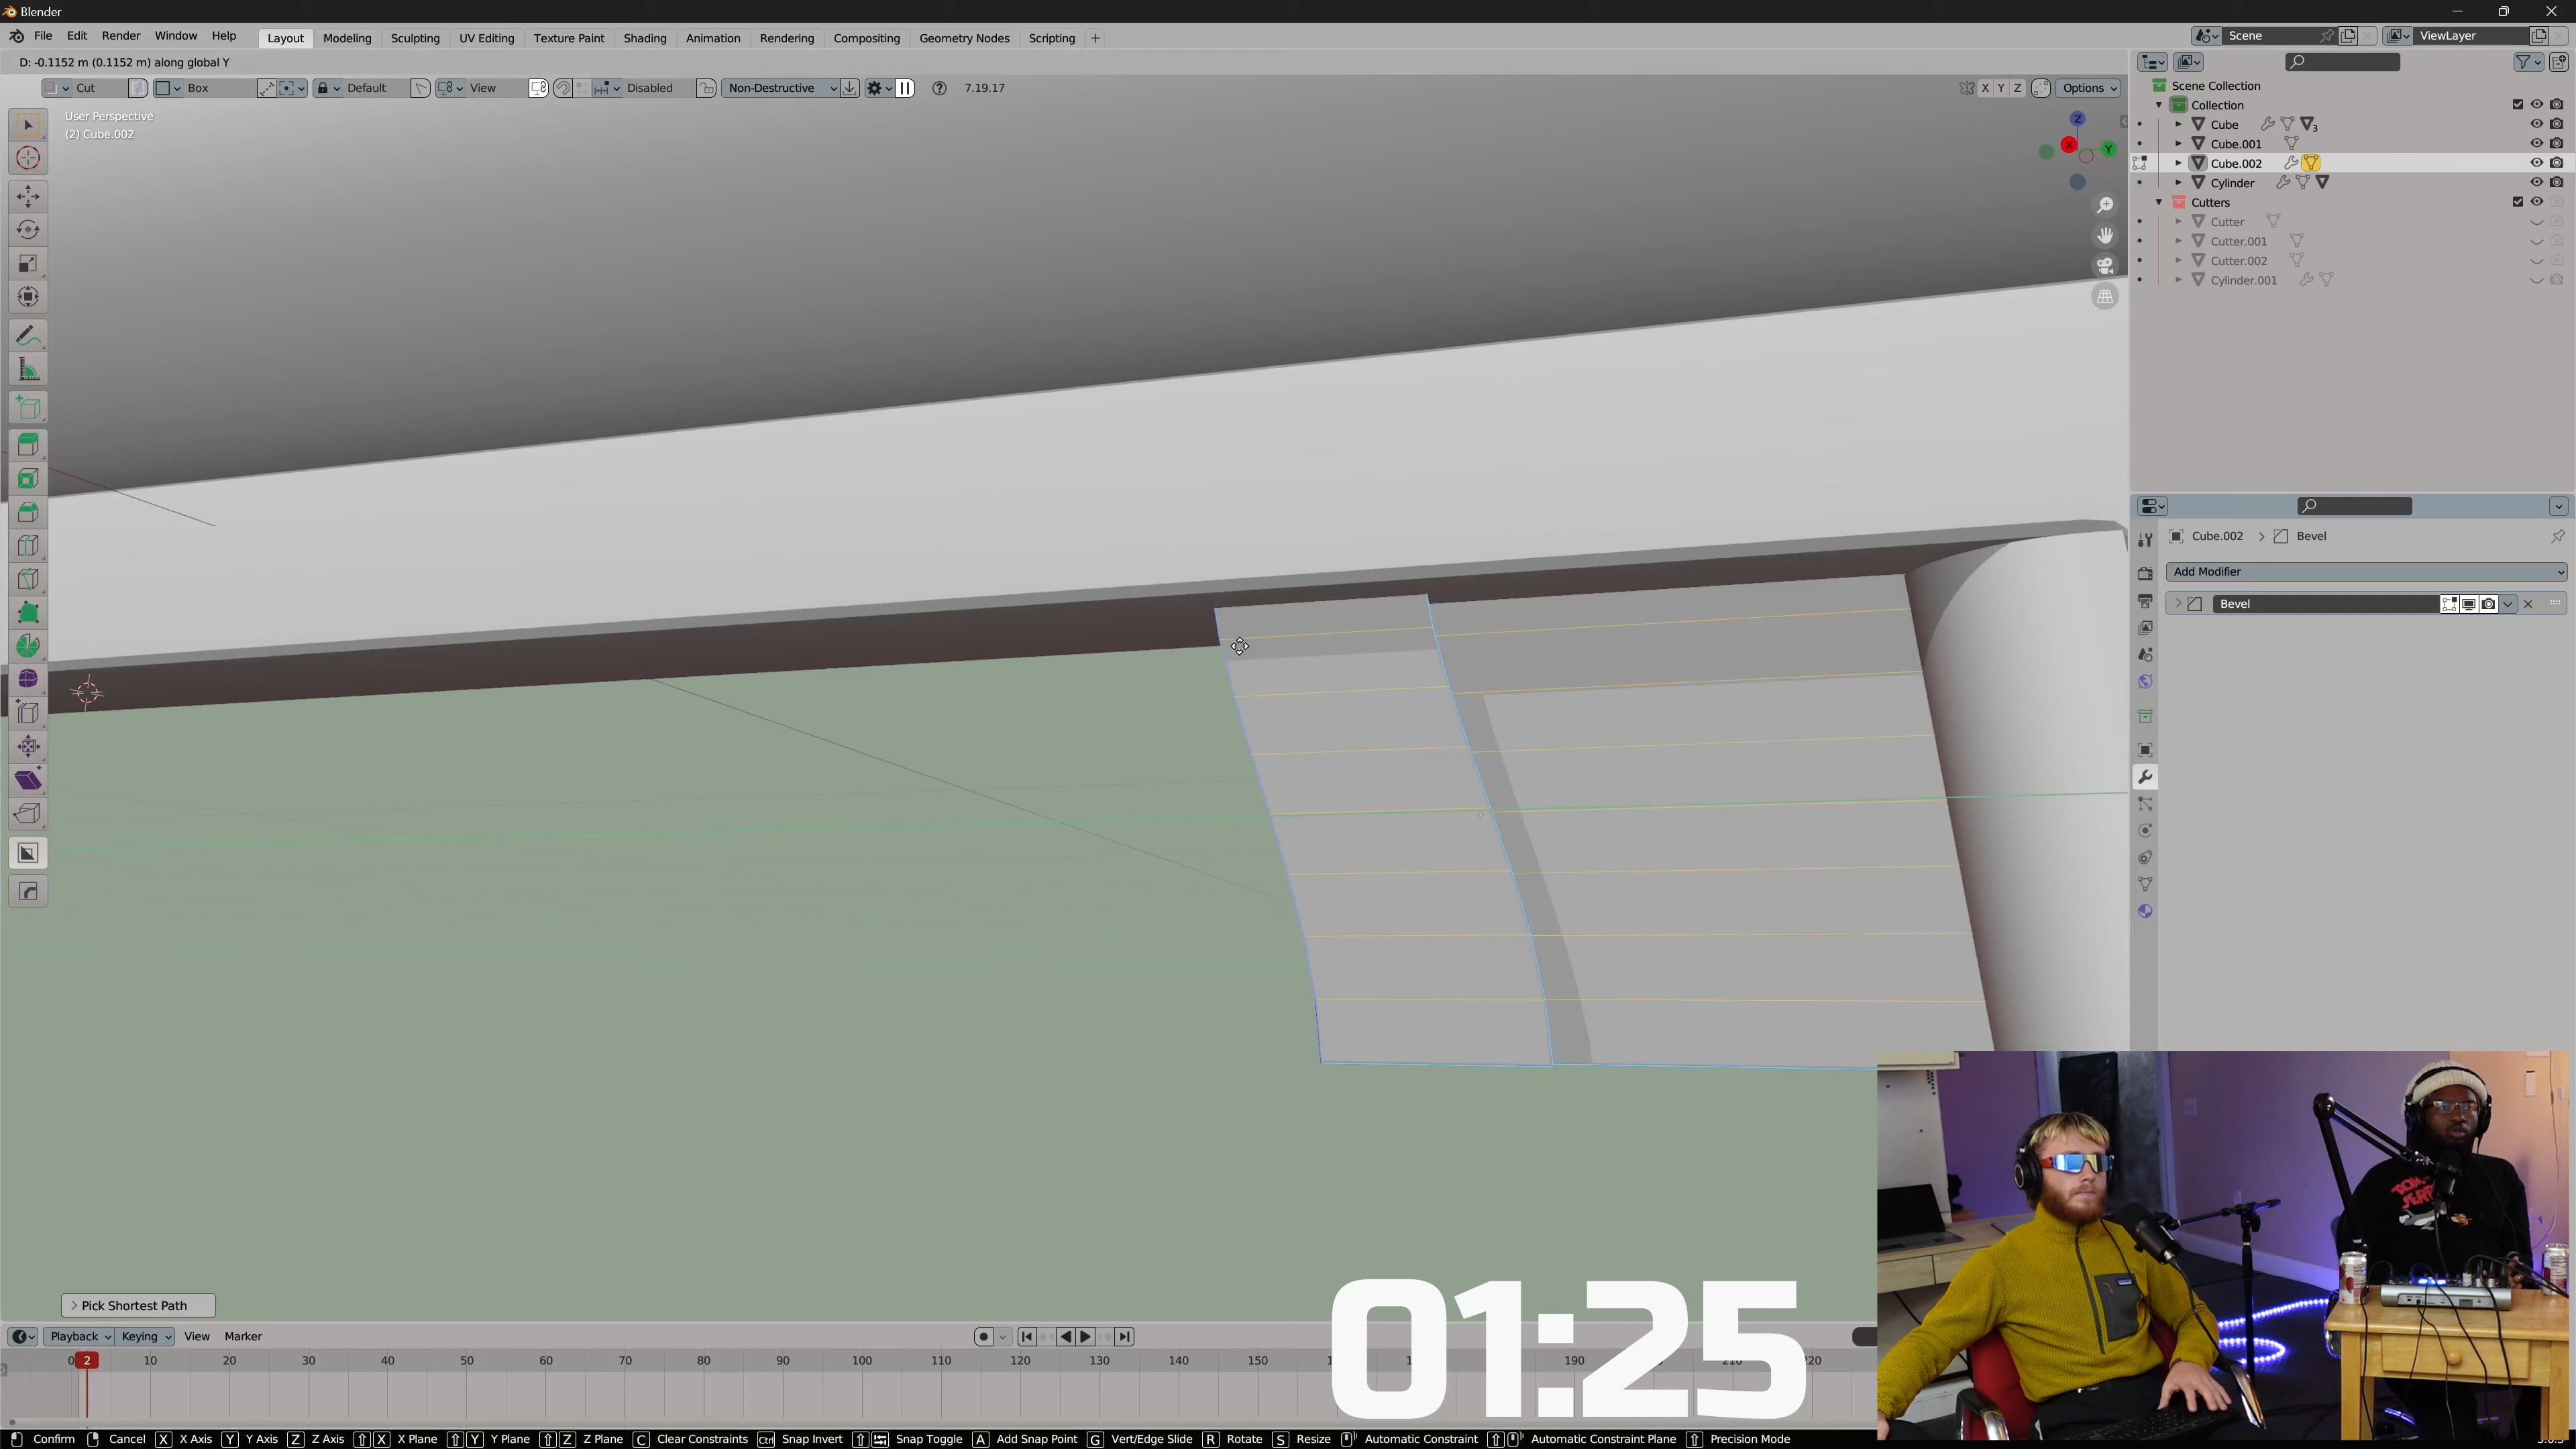 Blender
File Edit Render Window Help Layout Modeling Sculpting UV Editing Texture Paint Shading Animation Rendering Compositing Geometry Nodes Scripting + Scene ViewLayer
D: -0.1152 m (0.1152 m) along global Y
Cut Box Default View Disabled Non-Destructive 7.19.17 X Y Z Options
User Perspective
(2) Cube.002
Z
X
Y
Scene Collection
Collection
Cube 3
Cube.001
Cube.002
Cylinder
Cutters
Cutter
Cutter.001
Cutter.002
Cylinder.001
Cube.002 > Bevel
Add Modifier
Bevel
TOM
JERRY
01:25
> Pick Shortest Path
Playback Keying View Marker
0 2 10 20 30 40 50 60 70 80 90 100 110 120 130 140 150 190 210 220
Confirm Cancel X X Axis Y Y Axis Z Z Axis X X Plane Y Y Plane Z Z Plane C Clear Constraints Ctrl Snap Invert Snap Toggle A Add Snap Point G Vert/Edge Slide R Rotate S Resize Automatic Constraint Automatic Constraint Plane Precision Mode